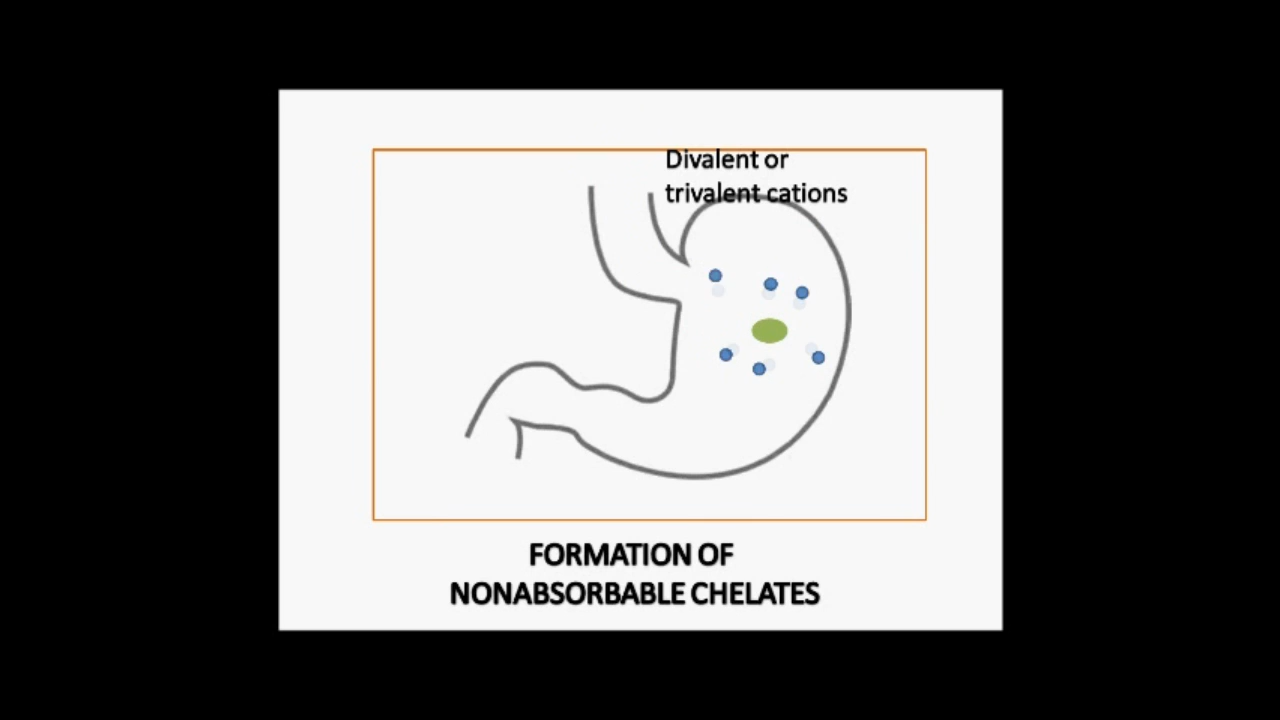 Divalent or
trivalent cations
FORMATION OF
NONABSORBABLE CHELATES